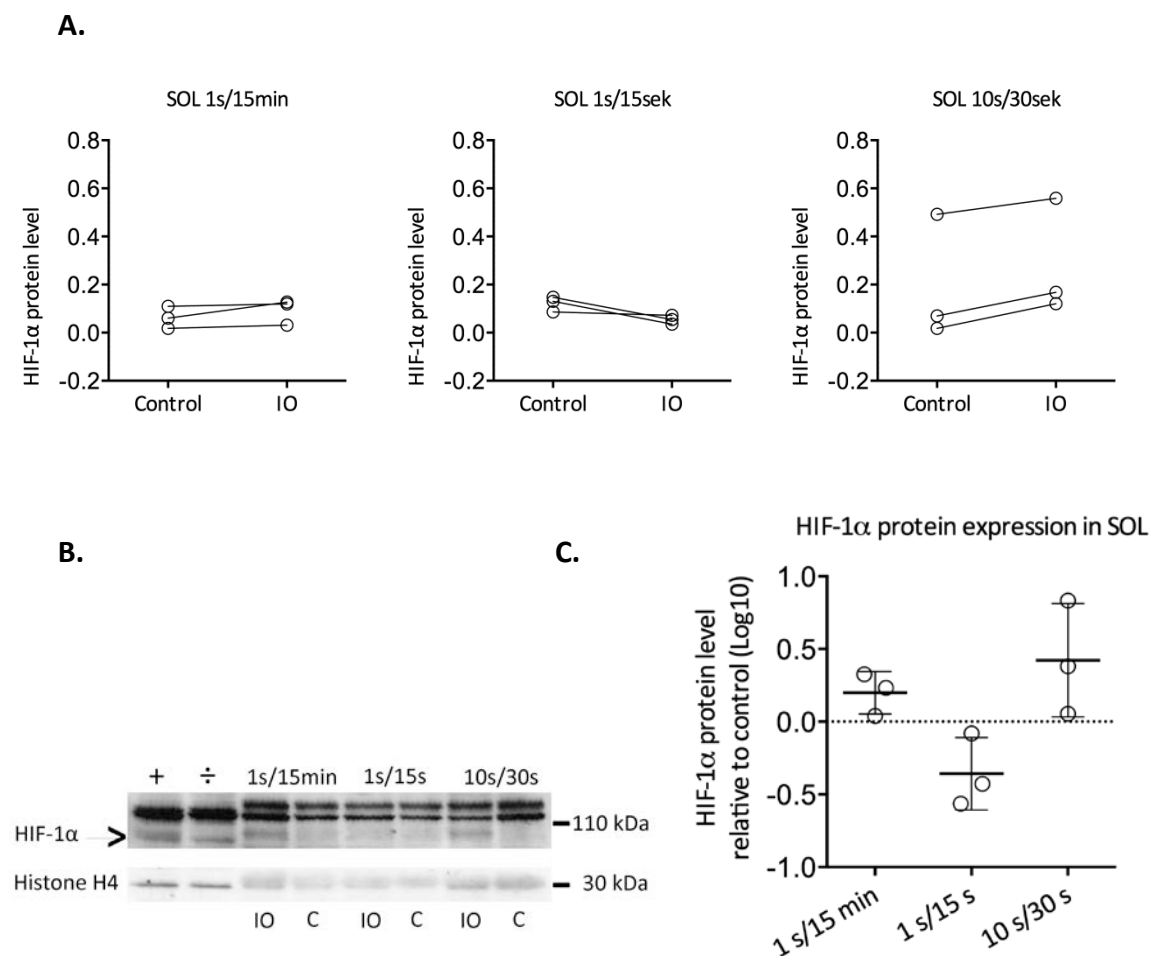 A.
SOL 1s/15min
SOL 1s/15sek
SOL 10s/30sek
HIF-1α protein level
0.8
0.6
0.4
0.2
0.0
-0.2
Control IO
HIF-1α protein level
0.8
0.6
0.4
0.2
0.0
-0.2
Control IO
HIF-1α protein level
0.8
0.6
0.4
0.2
0.0
-0.2
Control IO
B.
+ ÷ 1s/15min 1s/15s 10s/30s
HIF-1α >
110 kDa
Histone H4
30 kDa
IO C IO C IO C
C.
HIF-1α protein expression in SOL
HIF-1α protein level
relative to control (Log10)
1.0
0.5
0.0
-0.5
-1.0
1 s/15 min
1 s/15 s
10 s/30 s